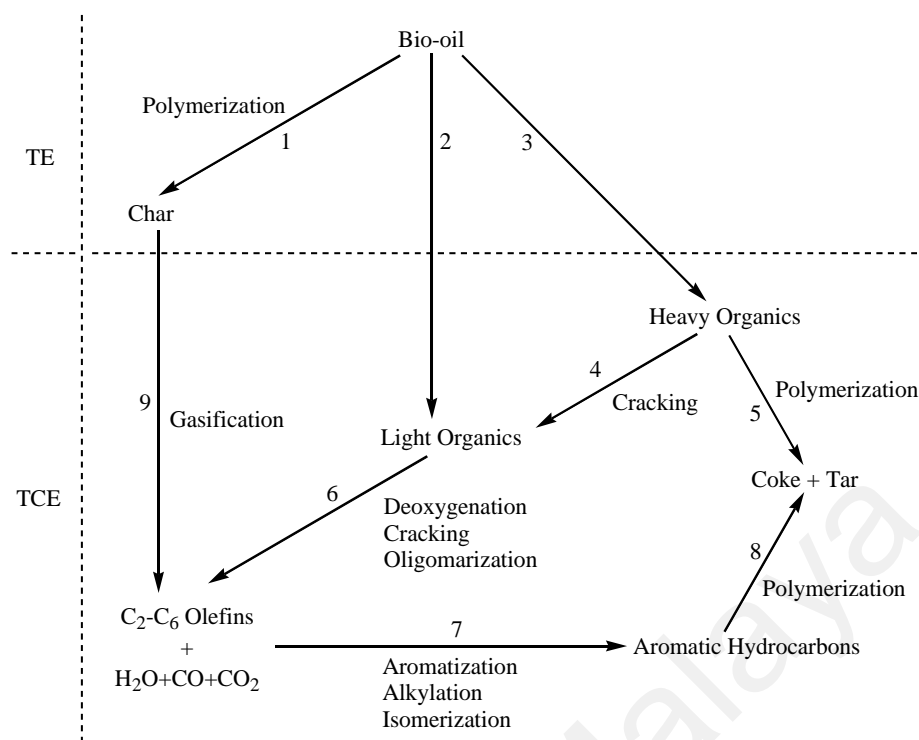 Bio-oil
Polymerization
1
2
3
TE
Char
Heavy Organics
4
Polymerization
9
Cracking
5
Gasification
Light Organics
TCE
6
Coke + Tar
Deoxygenation
Cracking
8
Oligomarization
Polymerization
C2-C6 Olefins
7
+
Aromatic Hydrocarbons
H2O+CO+CO2
Aromatization
Alkylation
Isomerization
Malaya